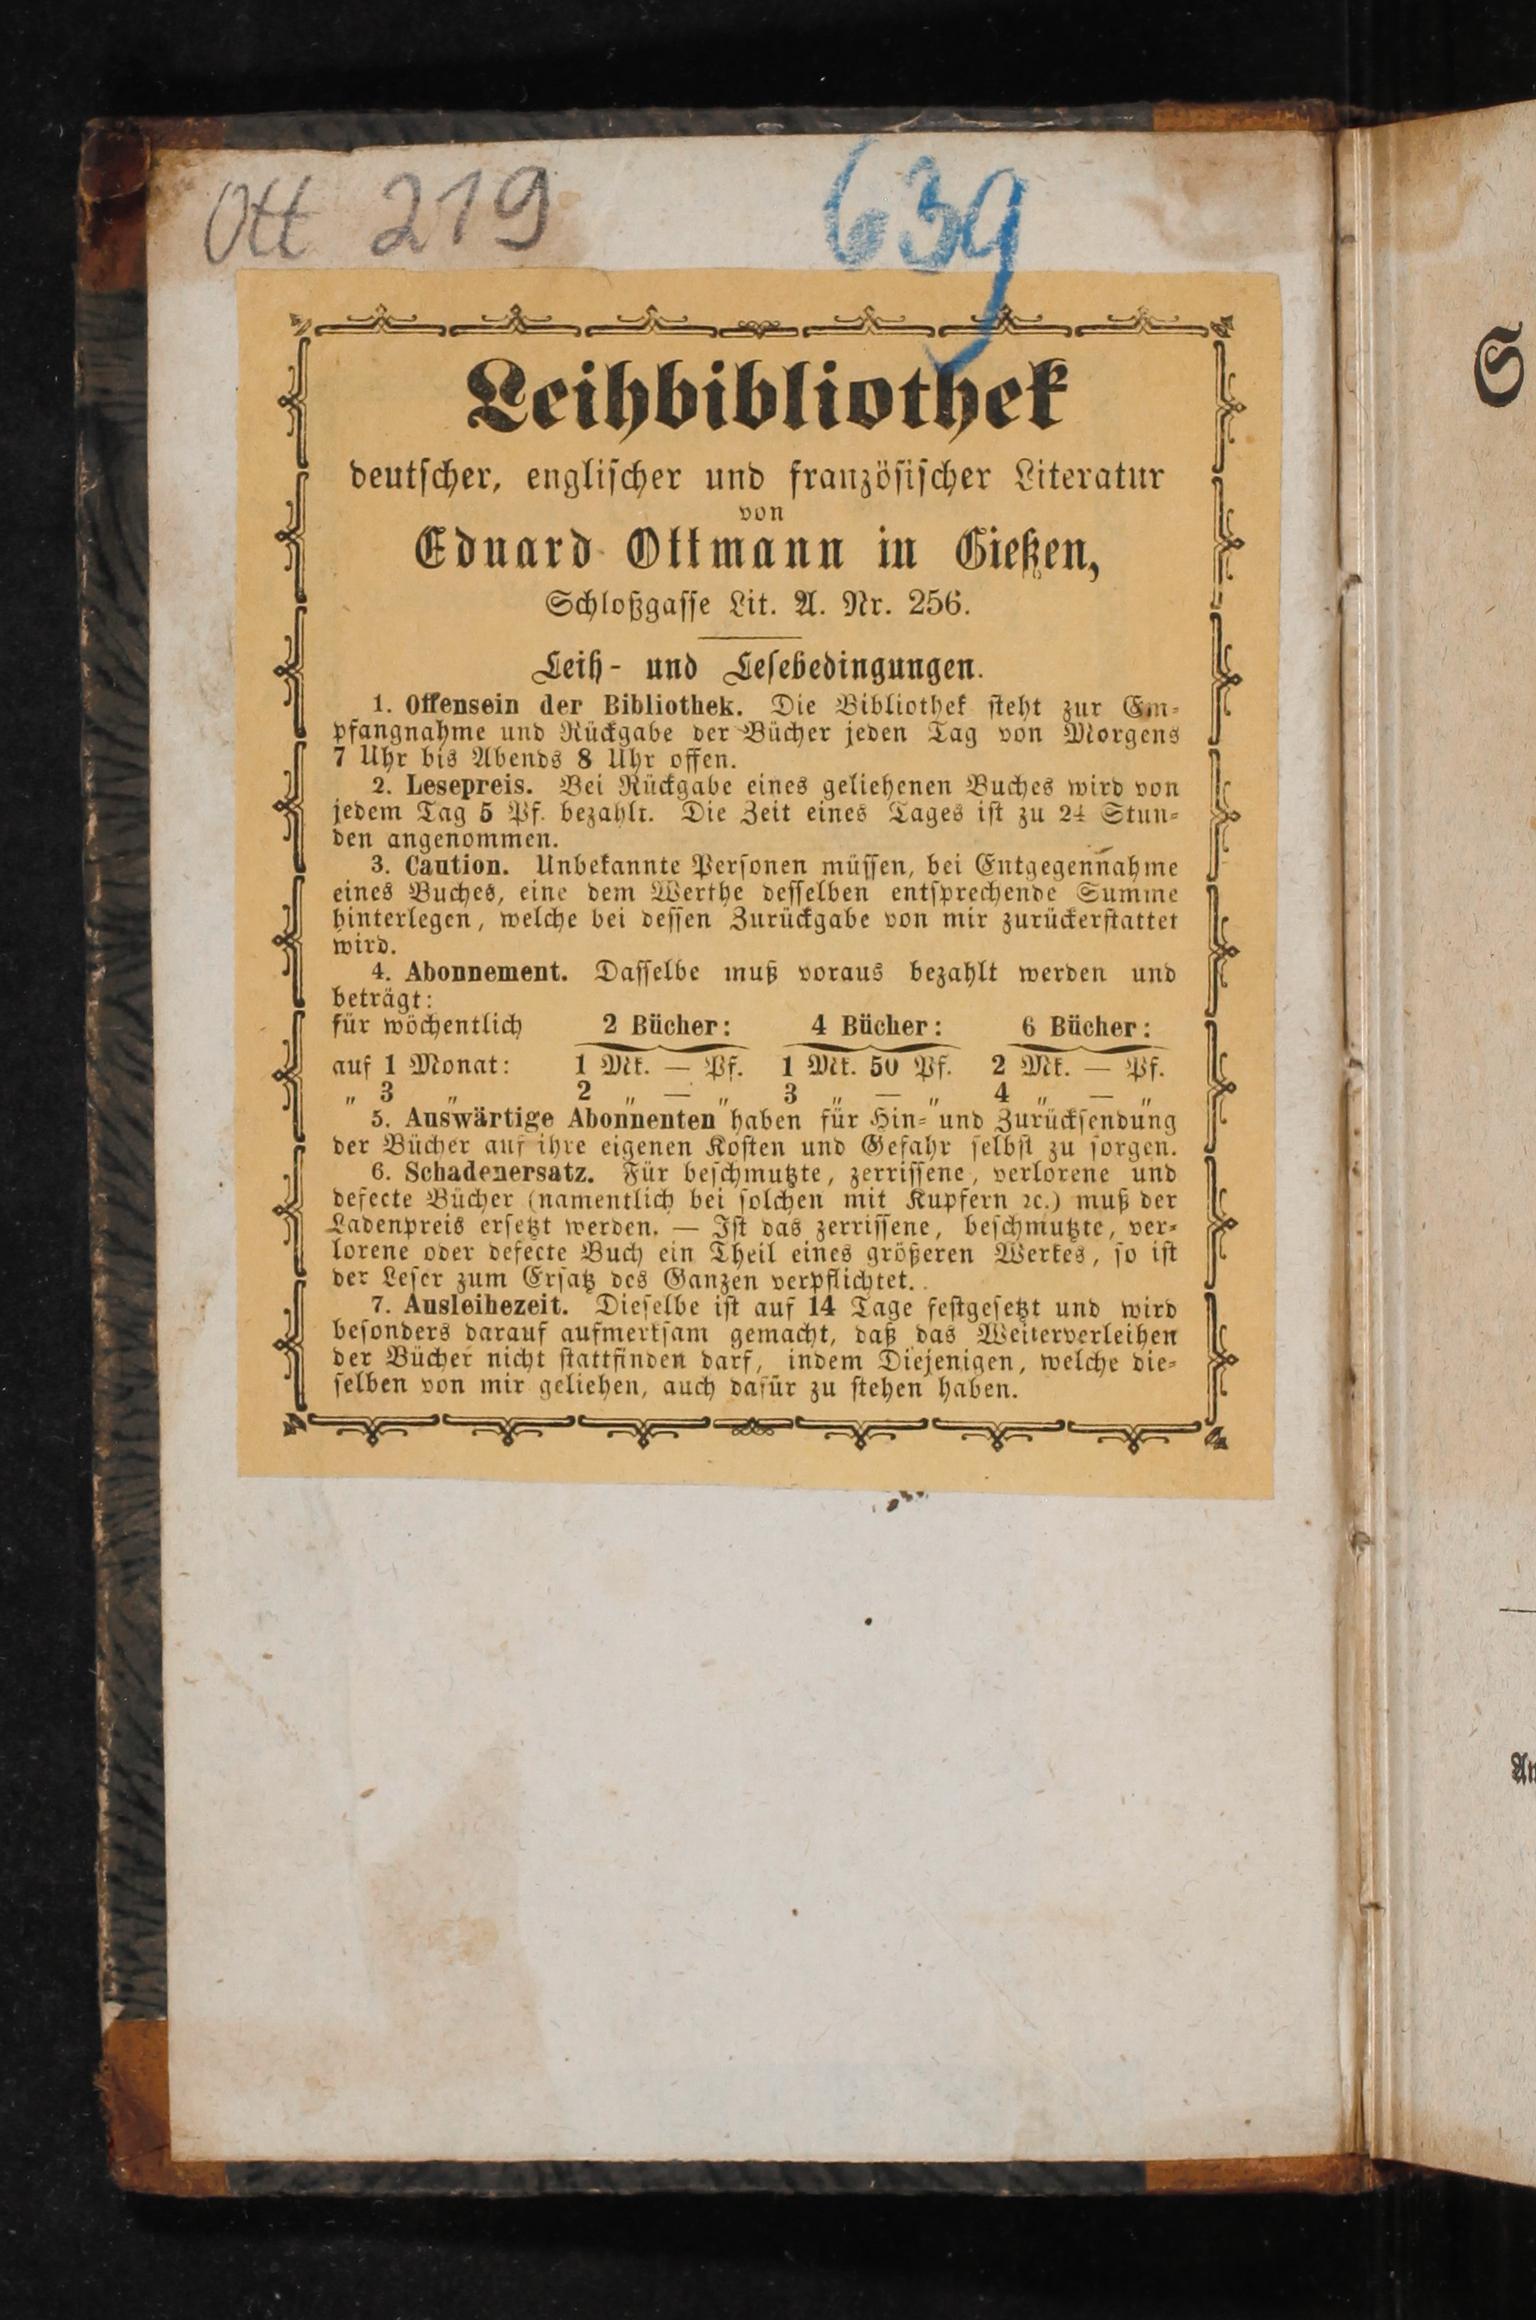 Ott 219
639
Leihbibliothek
deutscher, englischer und französischer Literatur
von
Eduard Ottmann in Gießen,
Schloßgasse Lit. A. Nr. 256.
Leih- und Lesebedingungen.
1. Offensein der Bibliothek. Die Bibliothek steht zur Em-
pfangnahme und Rückgabe der Bücher jeden Tag von Morgens
7 Uhr bis Abends 8 Uhr offen.
2. Lesepreis. Bei Rückgabe eines geliehenen Buches wird von
jedem Tag 5 Pf. bezahlt. Die Zeit eines Tages ist zu 24 Stun-
den angenommen.
3. Caution. Unbekannte Personen müssen, bei Entgegennahme
eines Buches, eine dem Werthe desselben entsprechende Summe
hinterlegen, welche bei dessen Zurückgabe von mir zurückerstattet
wird.
4. Abonnement. Dasselbe muß voraus bezahlt werden und
beträgt:
für wöchentlich 2 Bücher: 4 Bücher: 6 Bücher:
auf 1 Monat: 1 Mk. — Pf. 1 Mk. 50 Pf. 2 Mk. — Pf.
„ 3 „ 2 „ — „ 3 „ — „ 4 „ — „
5. Auswärtige Abonnenten haben für Hin- und Zurücksendung
der Bücher auf ihre eigenen Kosten und Gefahr selbst zu sorgen.
6. Schadenersatz. Für beschmutzte, zerrissene, verlorene und
defecte Bücher (namentlich bei solchen mit Kupfern ꝛc.) muß der
Ladenpreis ersetzt werden. — Ist das zerrissene, beschmutzte, ver-
lorene oder defecte Buch ein Theil eines größeren Werkes, so ist
der Leser zum Ersatz des Ganzen verpflichtet.
7. Ausleihezeit. Dieselbe ist auf 14 Tage festgesetzt und wird
besonders darauf aufmerksam gemacht, daß das Weiterverleihen
der Bücher nicht stattfinden darf, indem Diejenigen, welche die-
selben von mir geliehen, auch dafür zu stehen haben.
S
An